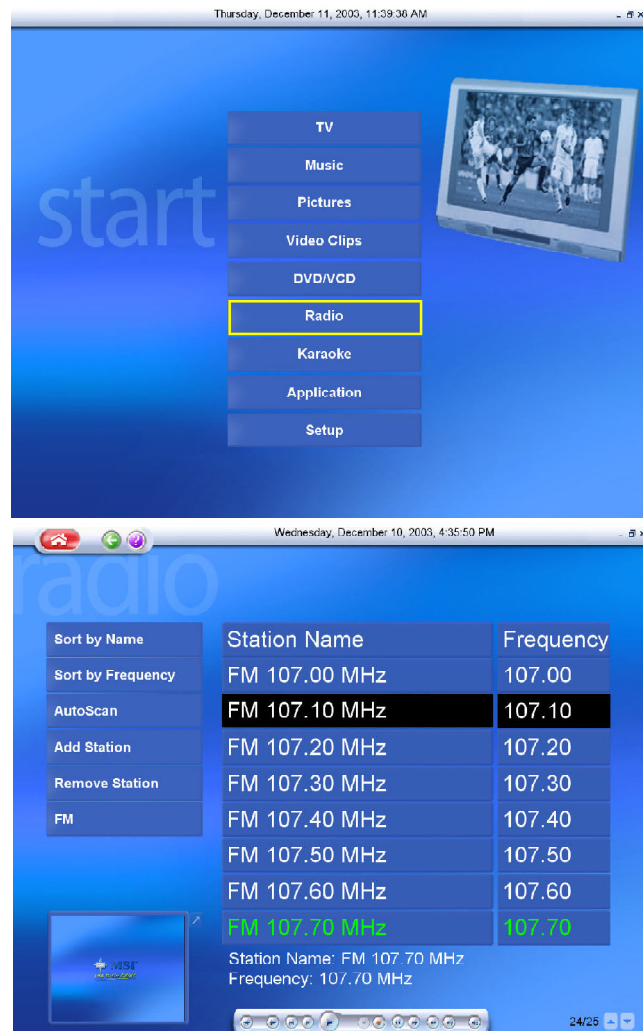 Thursday, December 11, 2003, 11:39:38 AM
start
TV
Music
Pictures
Video Clips
DVD/VCD
Radio
Karaoke
Application
Setup
Wednesday, December 10, 2003, 4:35:50 PM
radio
Sort by Name
Sort by Frequency
AutoScan
Add Station
Remove Station
FM
Station Name Frequency
FM 107.00 MHz 107.00
FM 107.10 MHz 107.10
FM 107.20 MHz 107.20
FM 107.30 MHz 107.30
FM 107.40 MHz 107.40
FM 107.50 MHz 107.50
FM 107.60 MHz 107.60
FM 107.70 MHz 107.70
MSI
Station Name: FM 107.70 MHz
Frequency: 107.70 MHz
24/25